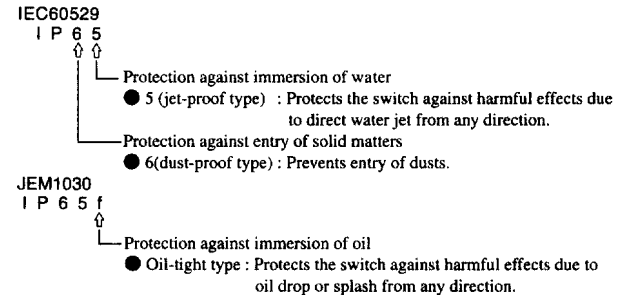 IEC60529
I P 6 5
Protection against immersion of water
● 5 (jet-proof type) : Protects the switch against harmful effects due
to direct water jet from any direction.
Protection against entry of solid matters
● 6(dust-proof type) : Prevents entry of dusts.
JEM1030
I P 6 5 f
Protection against immersion of oil
● Oil-tight type : Protects the switch against harmful effects due to
oil drop or splash from any direction.